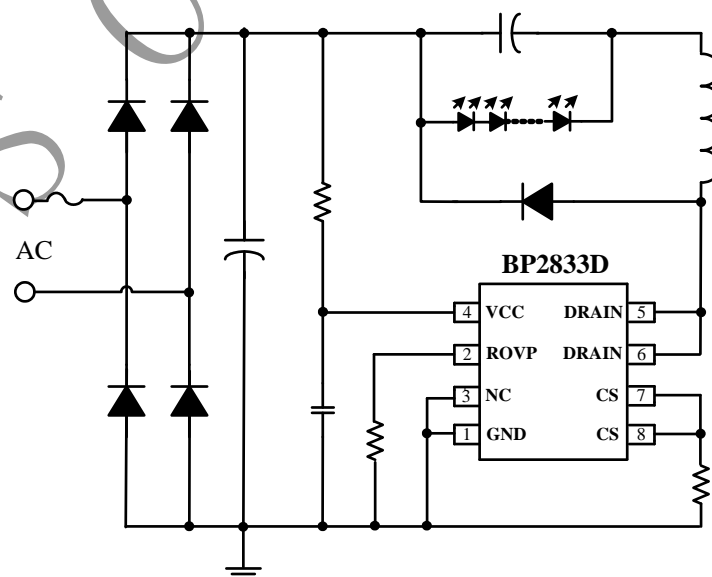 AC
BP2833D
4 VCC DRAIN 5
2 ROVP DRAIN 6
3 NC CS 7
1 GND CS 8